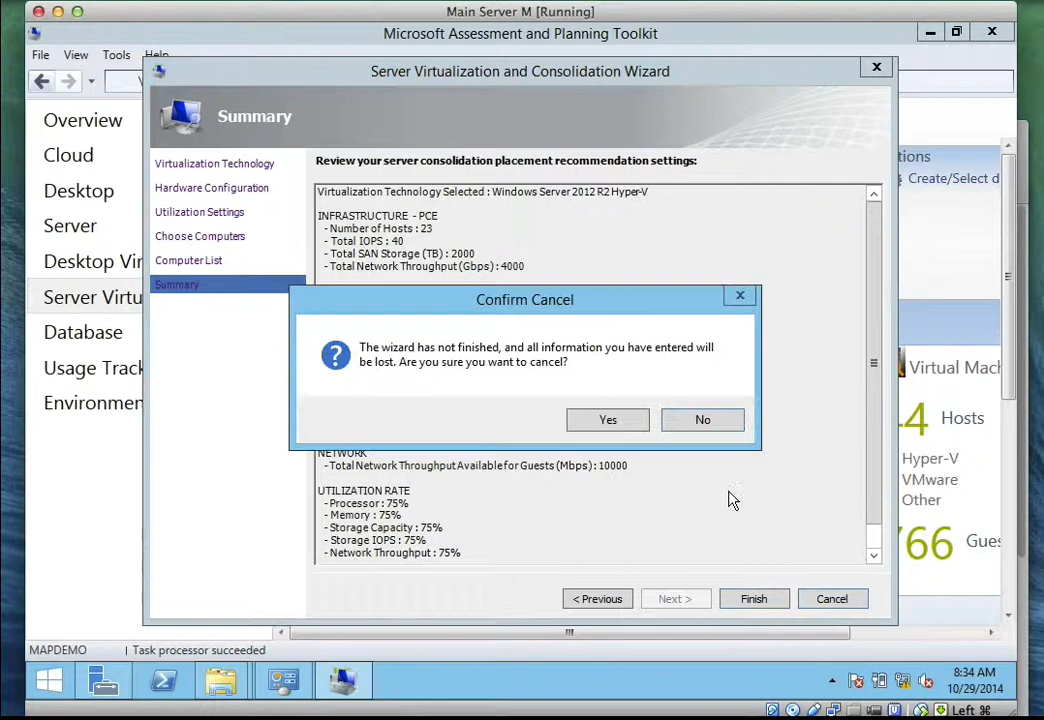 Main Server M [Running]
Microsoft Assessment and Planning Toolkit
File View Tools Help
Server Virtualization and Consolidation Wizard
Summary
Overview
Cloud
Desktop
Server
Desktop Vir
Server Virtu
Database
Usage Track
Environmen
Virtualization Technology
Hardware Configuration
Utilization Settings
Choose Computers
Computer List
Summary
Review your server consolidation placement recommendation settings:
Virtualization Technology Selected : Windows Server 2012 R2 Hyper-V
INFRASTRUCTURE - PCE
- Number of Hosts : 23
- Total IOPS : 40
- Total SAN Storage (TB) : 2000
- Total Network Throughput (Gbps) : 4000
Confirm Cancel
The wizard has not finished, and all information you have entered will
be lost. Are you sure you want to cancel?
Yes No
NETWORK
- Total Network Throughput Available for Guests (Mbps) : 10000
UTILIZATION RATE
- Processor : 75%
- Memory : 75%
- Storage Capacity : 75%
- Storage IOPS : 75%
- Network Throughput : 75%
< Previous Next > Finish Cancel
tions
Create/Select d
Virtual Mach
4 Hosts
Hyper-V
VMware
Other
766 Gues
MAPDEMO Task processor succeeded
8:34 AM
10/29/2014
Left ⌘